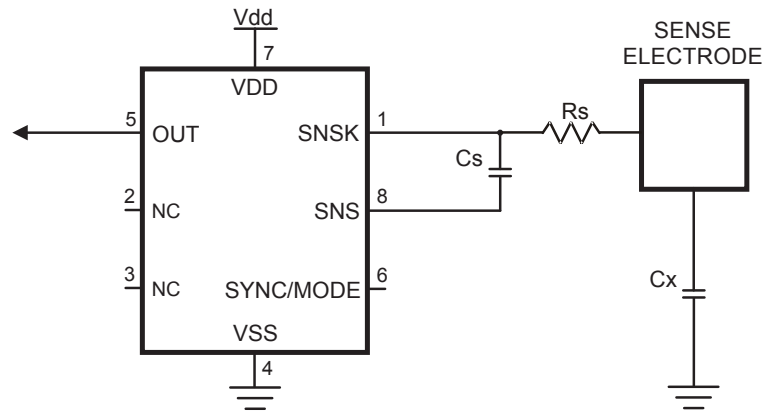 Vdd
7
VDD
SENSE
ELECTRODE
5
OUT
SNSK
1
Rs
Cs
2
NC
SNS
8
3
NC
SYNC/MODE
6
Cx
VSS
4